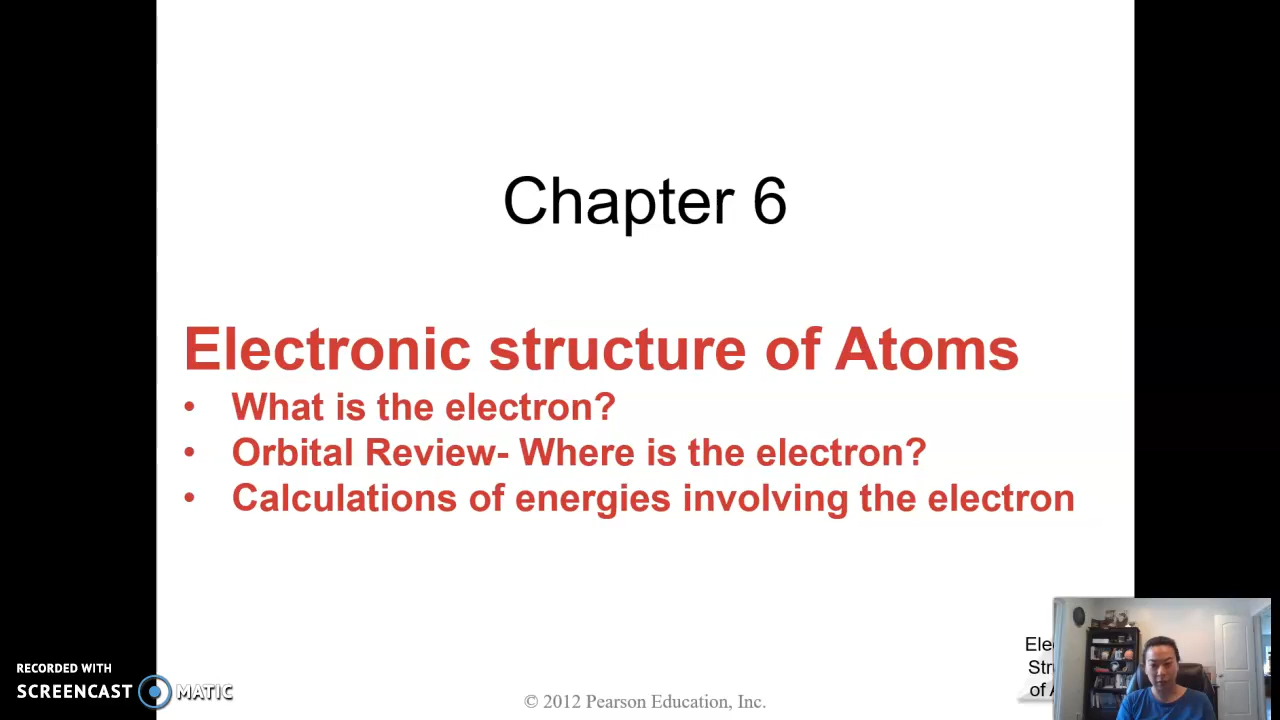 Chapter 6
Electronic structure of Atoms
• What is the electron?
• Orbital Review- Where is the electron?
• Calculations of energies involving the electron
RECORDED WITH
SCREENCAST MATIC
© 2012 Pearson Education, Inc.
of